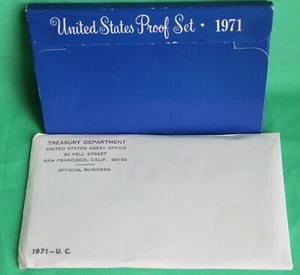 United States Proof Set · 1971
TREASURY DEPARTMENT
UNITED STATES ASSAY OFFICE
50 FELL STREET
SAN FRANCISCO, CALIF. 94102
OFFICIAL BUSINESS
1971-U.C.